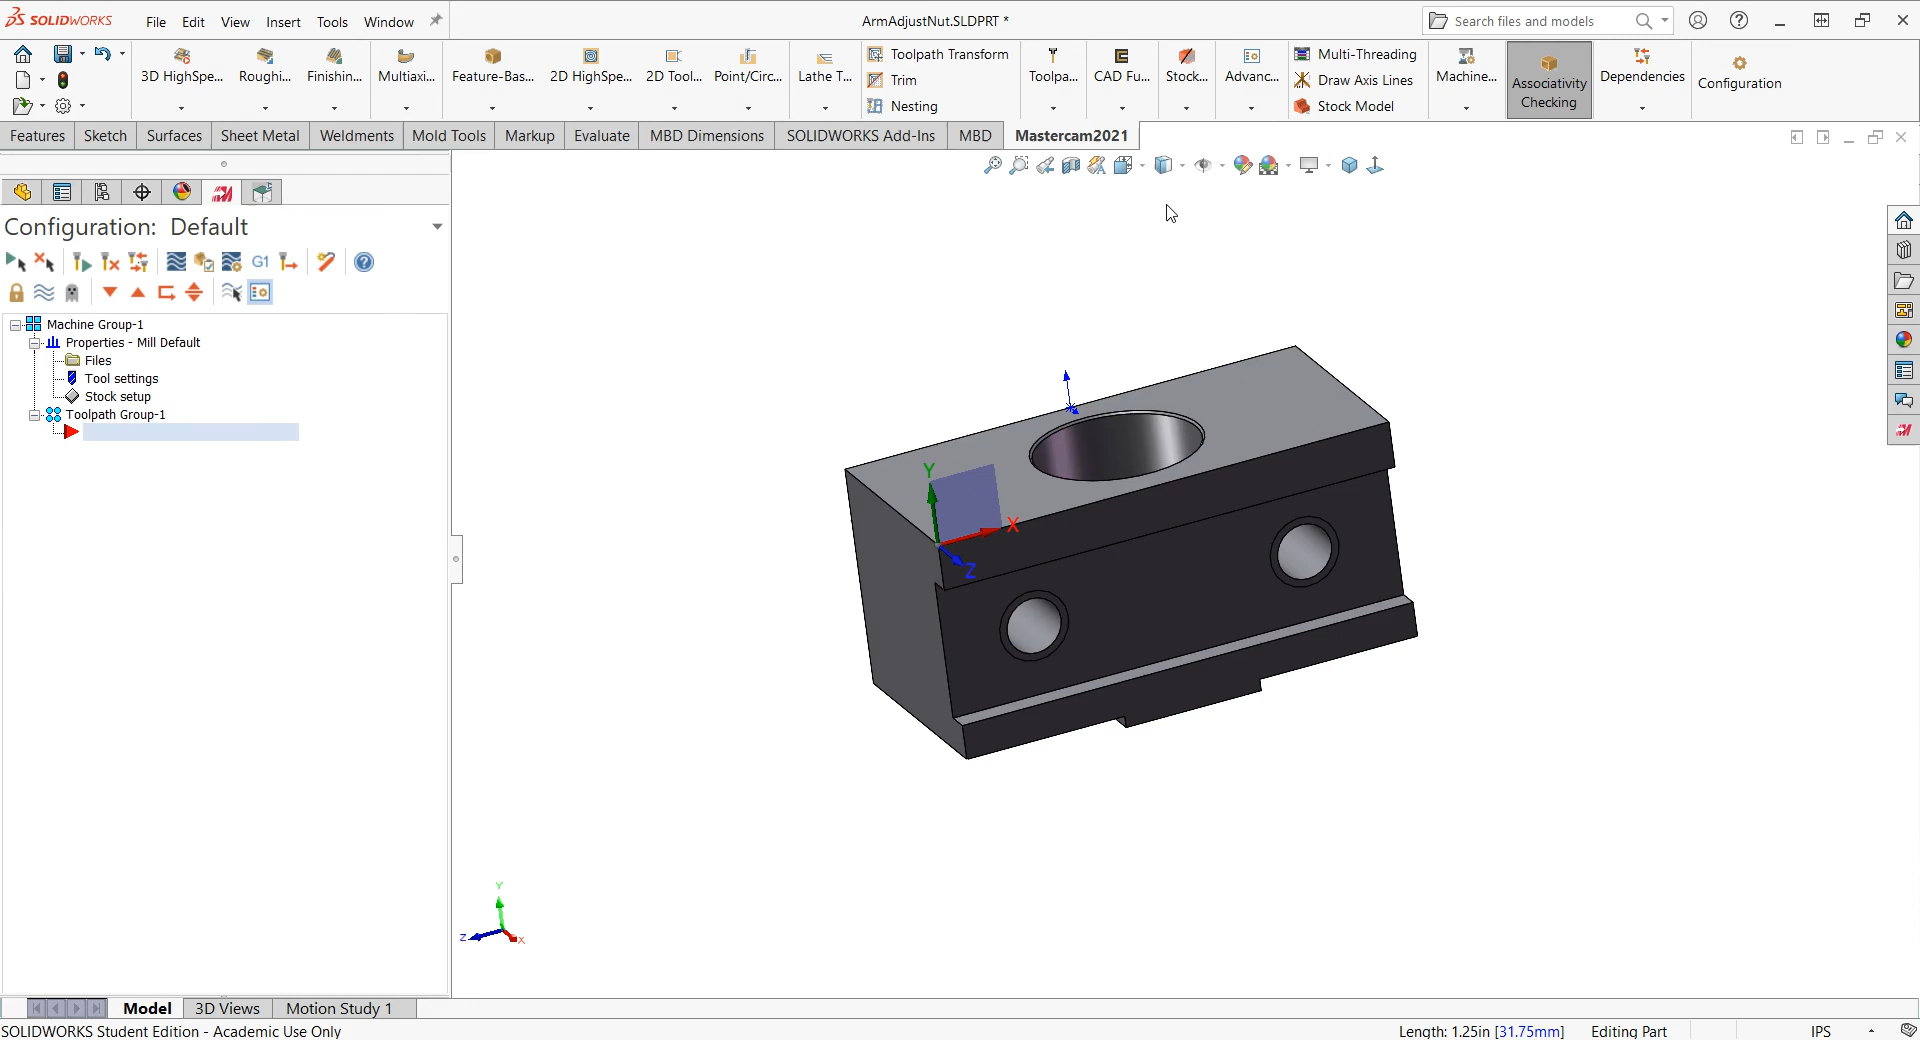 SOLIDWORKS
File Edit View Insert Tools Window
ArmAdjustNut.SLDPRT *
Search files and models
3D HighSpe...
Roughi...
Finishin...
Multiaxi...
Feature-Bas...
2D HighSpe...
2D Tool...
Point/Circ...
Lathe T...
Toolpath Transform
Trim
Nesting
Toolpa...
CAD Fu...
Stock...
Advanc...
Multi-Threading
Draw Axis Lines
Stock Model
Machine...
Associativity
Checking
Dependencies
Configuration
Features Sketch Surfaces Sheet Metal Weldments Mold Tools Markup Evaluate MBD Dimensions SOLIDWORKS Add-Ins MBD Mastercam2021
Configuration: Default
G1
Machine Group-1
Properties - Mill Default
Files
Tool settings
Stock setup
Toolpath Group-1
Y
X
Z
Y
Z
X
Model 3D Views Motion Study 1
SOLIDWORKS Student Edition - Academic Use Only
Length: 1.25in [31.75mm] Editing Part IPS